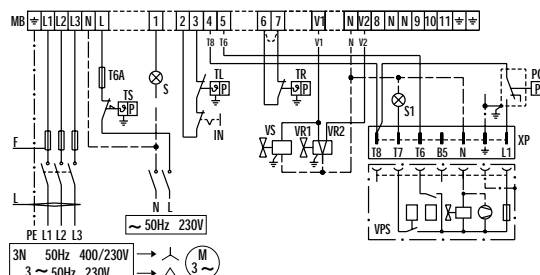 MB ⏚ L1 L2 L3 N L 1 2 3 4 5 6 7 V1 N V2 8 N N 9 10 11 ⏚ ⏚
T8 T6 V1 N V2
T6A
TS
P
S
TL
P
IN
TR
P
S1
P
VS VR1 VR2
F
XP
T8 T7 T6 B5 N ⏚ L1
L
N L
VPS
PE L1 L2 L3
~ 50Hz 230V
3N 50Hz 400/230V
3 ~ 50Hz 230V
M
3 ~